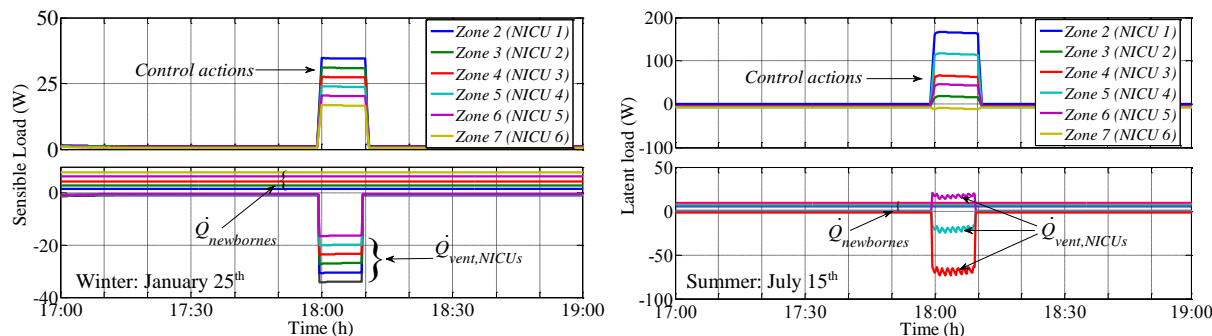 50
25
0
Sensible Load (W)
Control actions
Zone 2 (NICU 1)
Zone 3 (NICU 2)
Zone 4 (NICU 3)
Zone 5 (NICU 4)
Zone 6 (NICU 5)
Zone 7 (NICU 6)
0
-20
-40
Q̇newbornes
Q̇vent,NICUs
Winter: January 25th
17:00 17:30 18:00 18:30 19:00
Time (h)
200
100
0
-100
Latent load (W)
Control actions
Zone 2 (NICU 1)
Zone 3 (NICU 2)
Zone 4 (NICU 3)
Zone 5 (NICU 4)
Zone 6 (NICU 5)
Zone 7 (NICU 6)
50
0
-50
-100
Q̇newbornes
Q̇vent,NICUs
Summer: July 15th
17:00 17:30 18:00 18:30 19:00
Time (h)